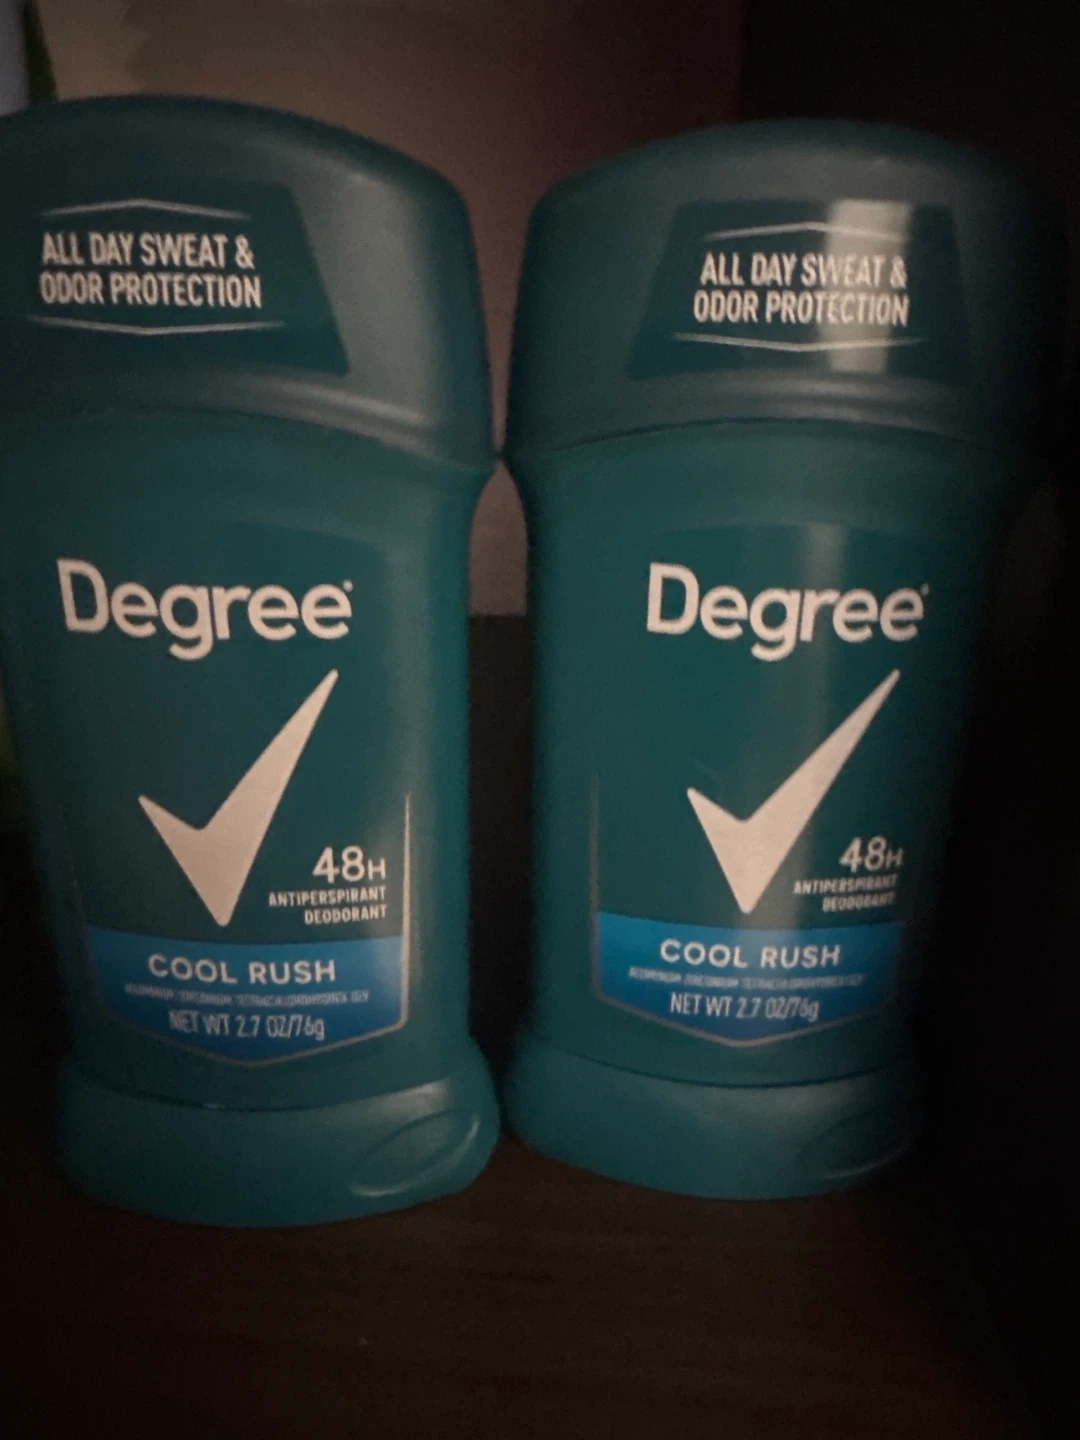 ALL DAY SWEAT &
ODOR PROTECTION
Degree
48H
ANTIPERSPIRANT
DEODORANT
COOL RUSH
NET WT 2.7 OZ/76g
ALL DAY SWEAT &
ODOR PROTECTION
Degree
48H
ANTIPERSPIRANT
DEODORANT
COOL RUSH
NET WT 2.7 OZ/76g